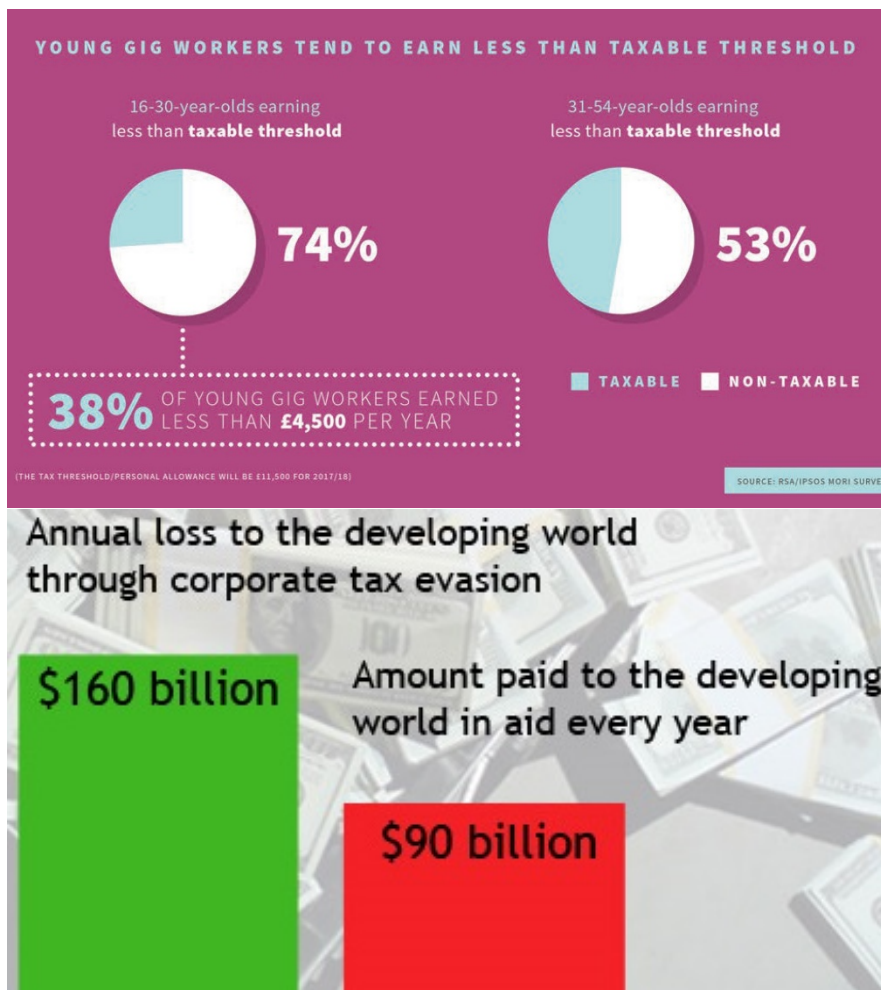 YOUNG GIG WORKERS TEND TO EARN LESS THAN TAXABLE THRESHOLD
16-30-year-olds earning
less than taxable threshold
74%
38% OF YOUNG GIG WORKERS EARNED
LESS THAN £4,500 PER YEAR
31-54-year-olds earning
less than taxable threshold
53%
TAXABLE NON-TAXABLE
(THE TAX THRESHOLD/PERSONAL ALLOWANCE WILL BE £11,500 FOR 2017/18)
SOURCE: RSA/IPSOS MORI SURVE
Annual loss to the developing world
through corporate tax evasion
$160 billion
Amount paid to the developing
world in aid every year
$90 billion